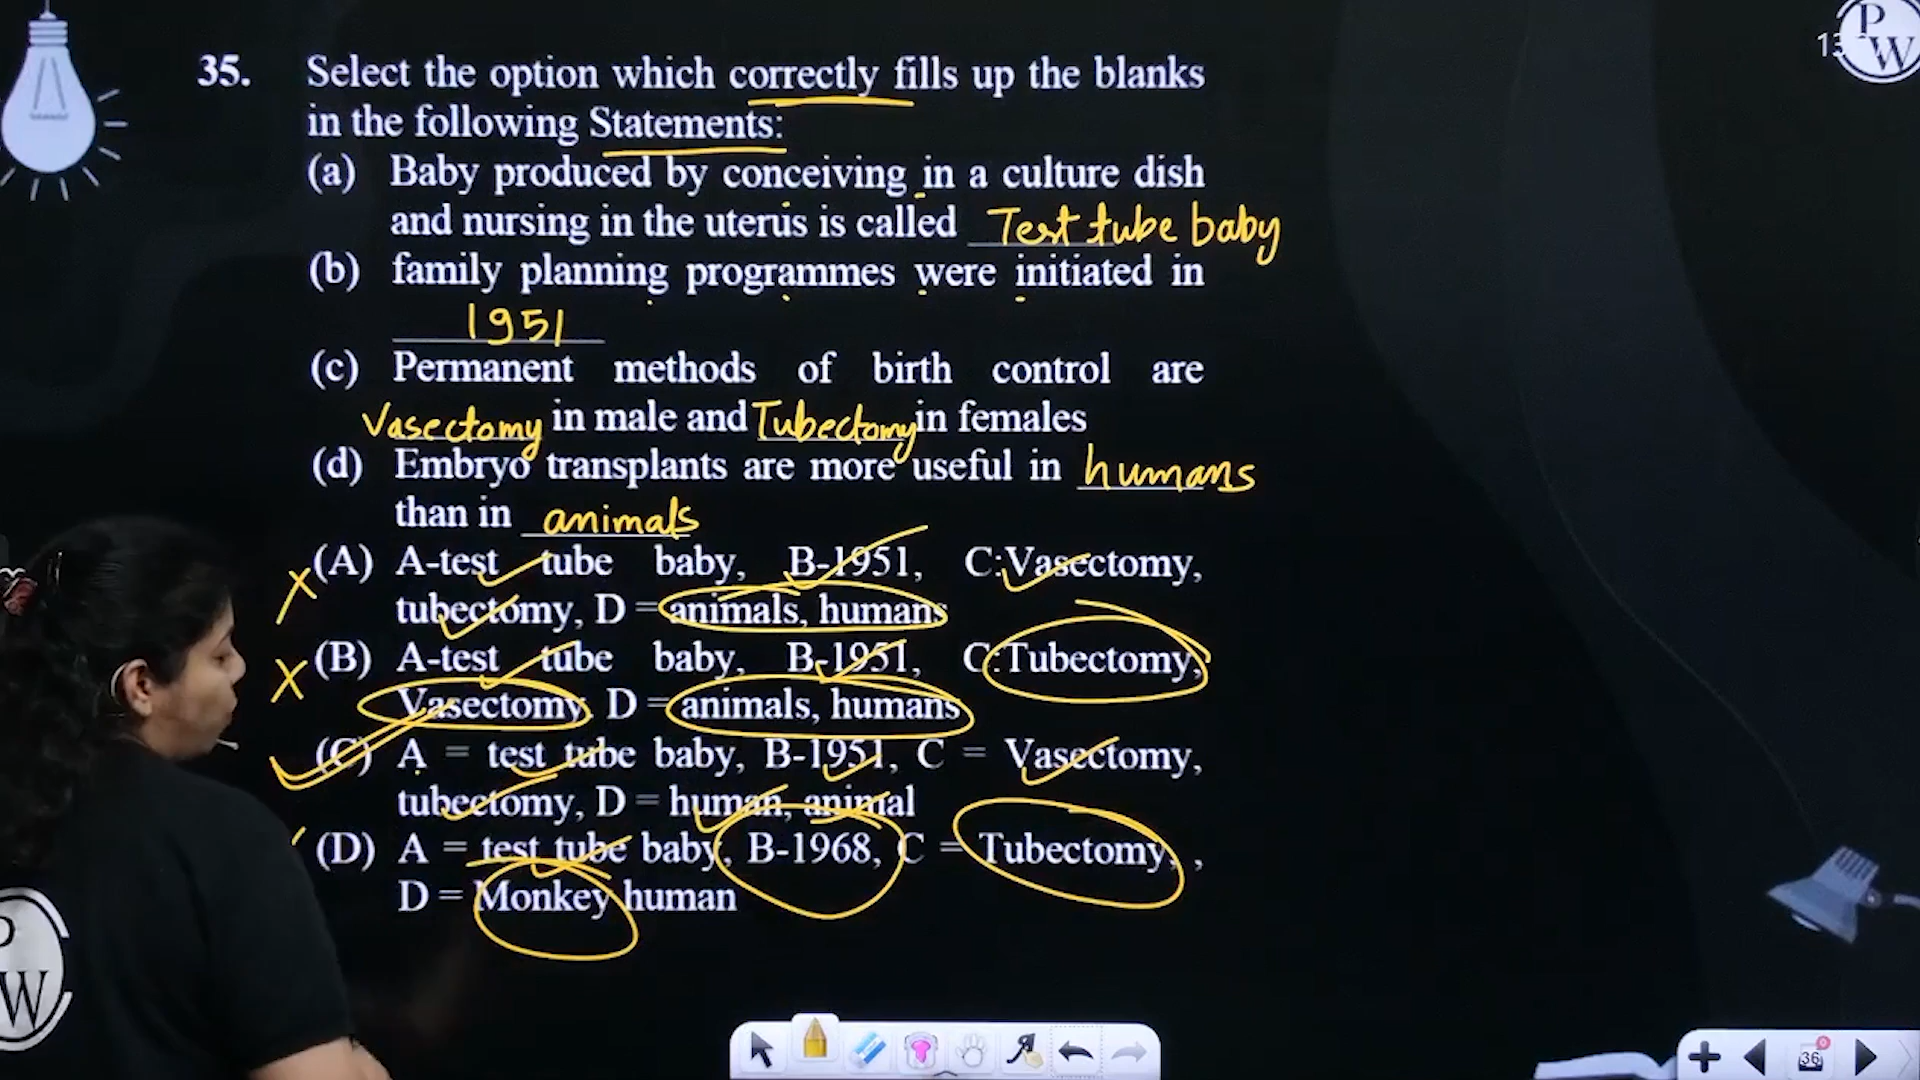 P
W
13
35. Select the option which correctly fills up the blanks
in the following Statements:
(a) Baby produced by conceiving in a culture dish
and nursing in the uterus is called Test tube baby
(b) family planning programmes were initiated in
1951
(c) Permanent methods of birth control are
Vasectomy in male and Tubectomy in females
(d) Embryo transplants are more useful in humans
than in animals
(A) A-test tube baby, B-1951, C:Vasectomy,
tubectomy, D = animals, humans
(B) A-test tube baby, B-1951, C:Tubectomy,
Vasectomy, D = animals, humans
(C) A = test tube baby, B-1951, C = Vasectomy,
tubectomy, D = human, animal
(D) A = test tube baby, B-1968, C = Tubectomy, ,
D = Monkey human
P
W
36